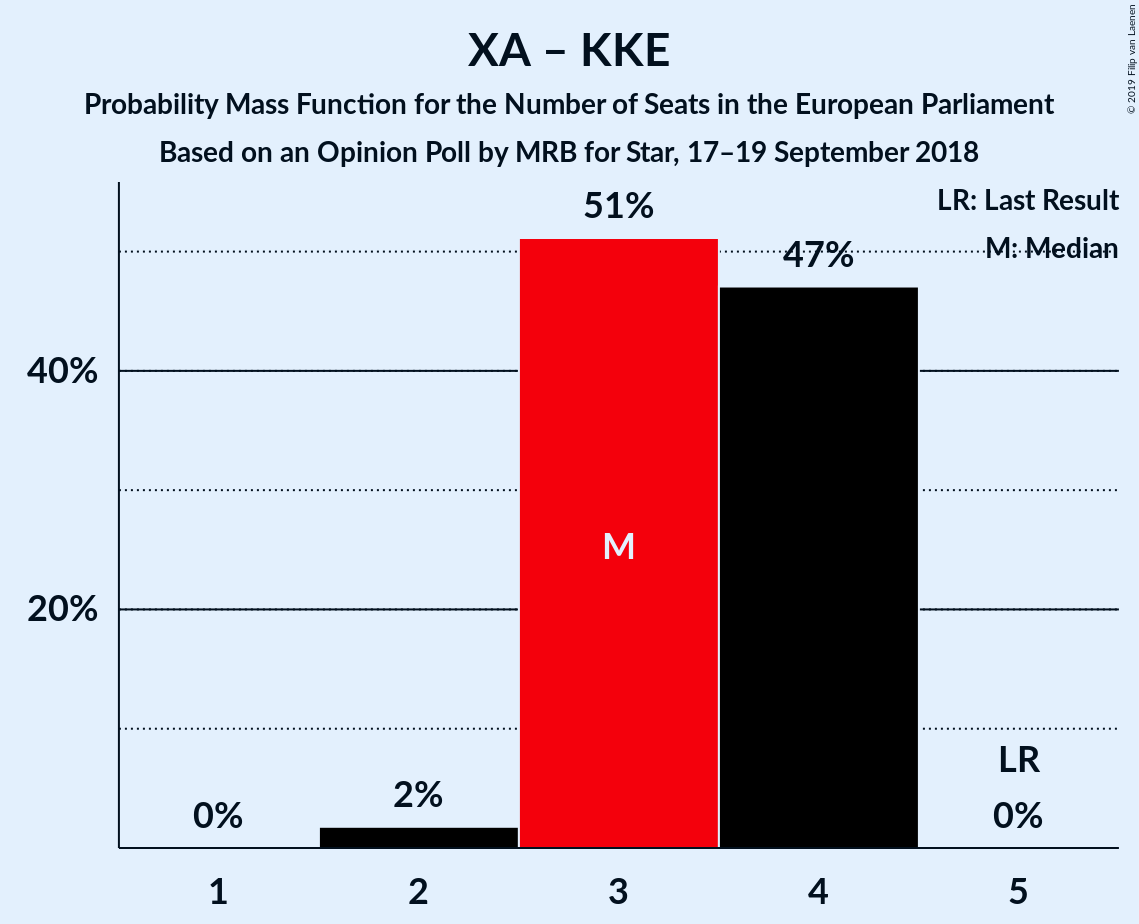 XA – KKE
Probability Mass Function for the Number of Seats in the European Parliament
Based on an Opinion Poll by MRB for Star, 17–19 September 2018
© 2019 Filip van Laenen
LR: Last Result
M: Median
51%
47%
40%
M
20%
LR
2%
0%
0%
1
2
3
4
5